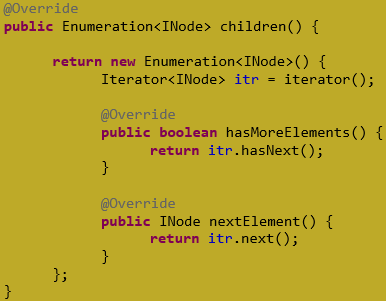 @Override
public Enumeration<INode> children() {
return new Enumeration<INode>() {
Iterator<INode> itr = iterator();
@Override
public boolean hasMoreElements() {
return itr.hasNext();
}
@Override
public INode nextElement() {
return itr.next();
}
};
}